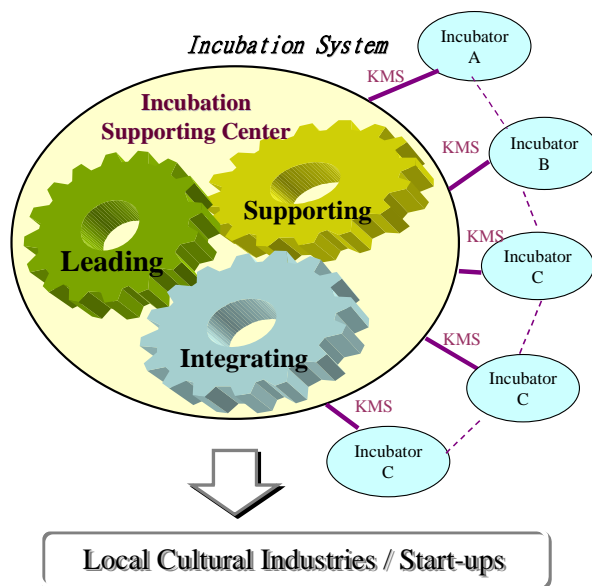 Incubation System
Incubator
A
KMS
Incubation
Supporting Center
KMS
Incubator
B
Supporting
KMS
Leading
Incubator
C
Integrating
KMS
Incubator
C
KMS
Incubator
C
Local Cultural Industries / Start-ups